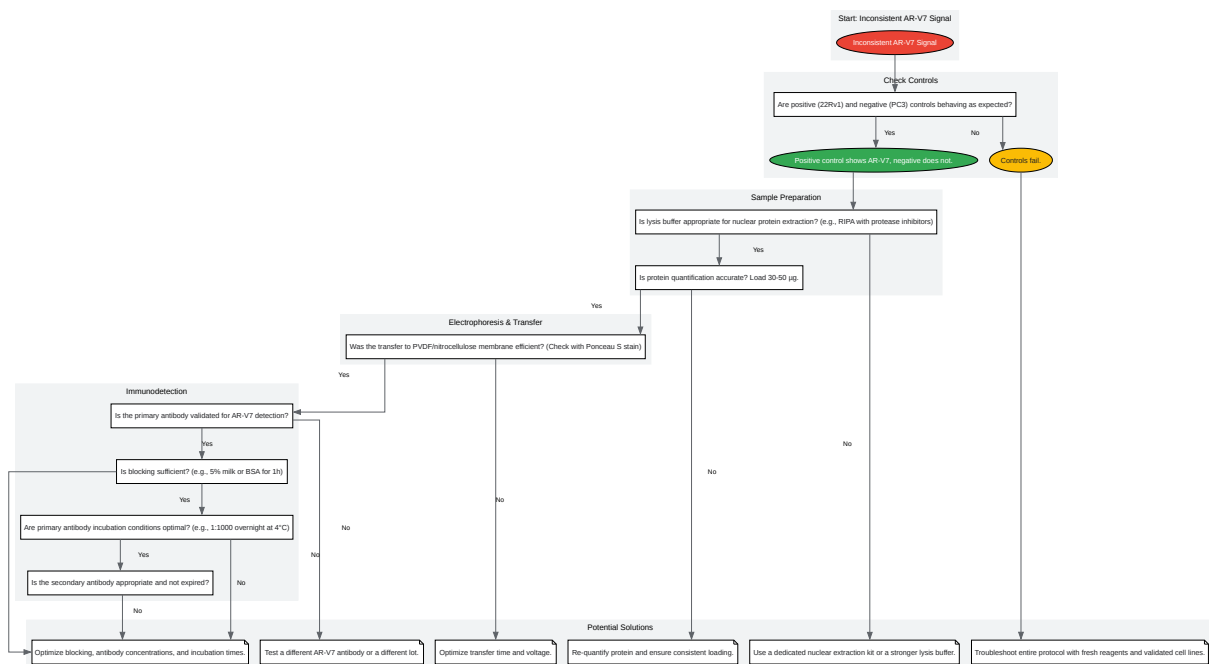 Start: Inconsistent AR-V7 Signal
Inconsistent AR-V7 Signal
Check Controls
Are positive (22Rv1) and negative (PC3) controls behaving as expected?
Yes
No
Positive control shows AR-V7, negative does not.
Controls fail.
Sample Preparation
Is lysis buffer appropriate for nuclear protein extraction? (e.g., RIPA with protease inhibitors)
Yes
Is protein quantification accurate? Load 30-50 µg.
Yes
Electrophoresis & Transfer
Was the transfer to PVDF/nitrocellulose membrane efficient? (Check with Ponceau S stain)
Yes
Immunodetection
Is the primary antibody validated for AR-V7 detection?
Yes
No
Is blocking sufficient? (e.g., 5% milk or BSA for 1h)
No
Yes
No
Are primary antibody incubation conditions optimal? (e.g., 1:1000 overnight at 4°C)
No
Yes
No
Is the secondary antibody appropriate and not expired?
No
No
Potential Solutions
Optimize blocking, antibody concentrations, and incubation times.
Test a different AR-V7 antibody or a different lot.
Optimize transfer time and voltage.
Re-quantify protein and ensure consistent loading.
Use a dedicated nuclear extraction kit or a stronger lysis buffer.
Troubleshoot entire protocol with fresh reagents and validated cell lines.